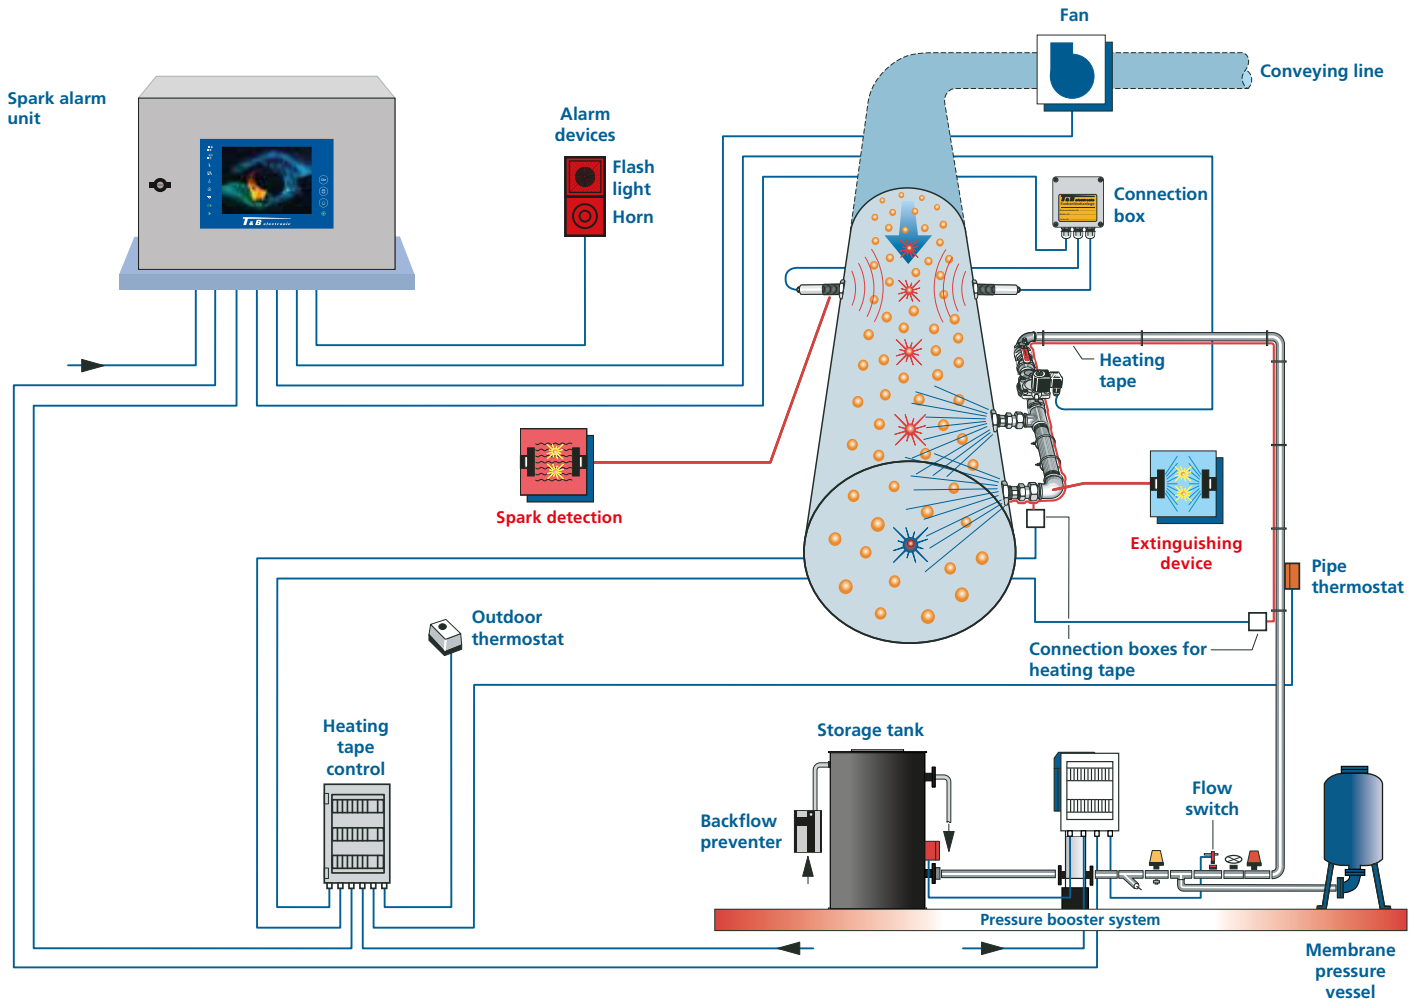 Fan
Conveying line
Spark alarm
unit
Alarm
devices
Flash
light
Horn
T&B electronic
T&B electronic
Connection
box
Heating
tape
Spark detection
Extinguishing
device
Pipe
thermostat
Outdoor
thermostat
Connection boxes for
heating tape
Heating
tape
control
Storage tank
Flow
switch
Backflow
preventer
Pressure booster system
Membrane
pressure
vessel